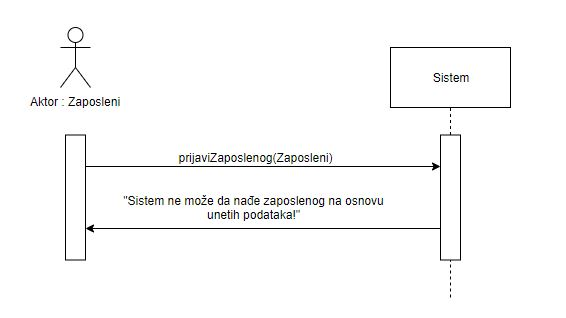 Sistem
Aktor : Zaposleni
prijaviZaposlenog(Zaposleni)
"Sistem ne može da nađe zaposlenog na osnovu
unetih podataka!"